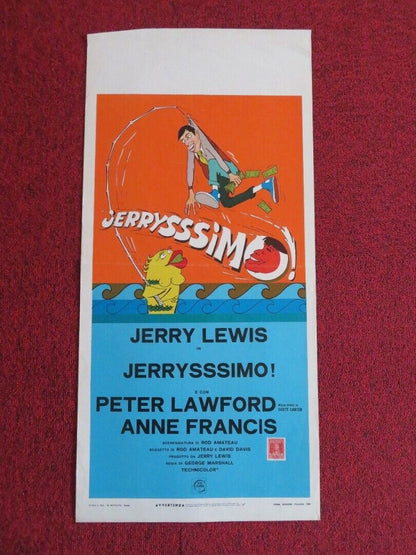 JERRYSSSIMO!
JERRY LEWIS
in
JERRYSSSIMO!
E CON
PETER LAWFORD
ANNE FRANCIS
SCENEGGIATURA DI ROD AMATEAU
SOGGETTO DI ROD AMATEAU E DAVID DAVIS
PRODOTTO DA JERRY LEWIS
REGIA DI GEORGE MARSHALL
TECHNICOLOR
AVVERTENZA